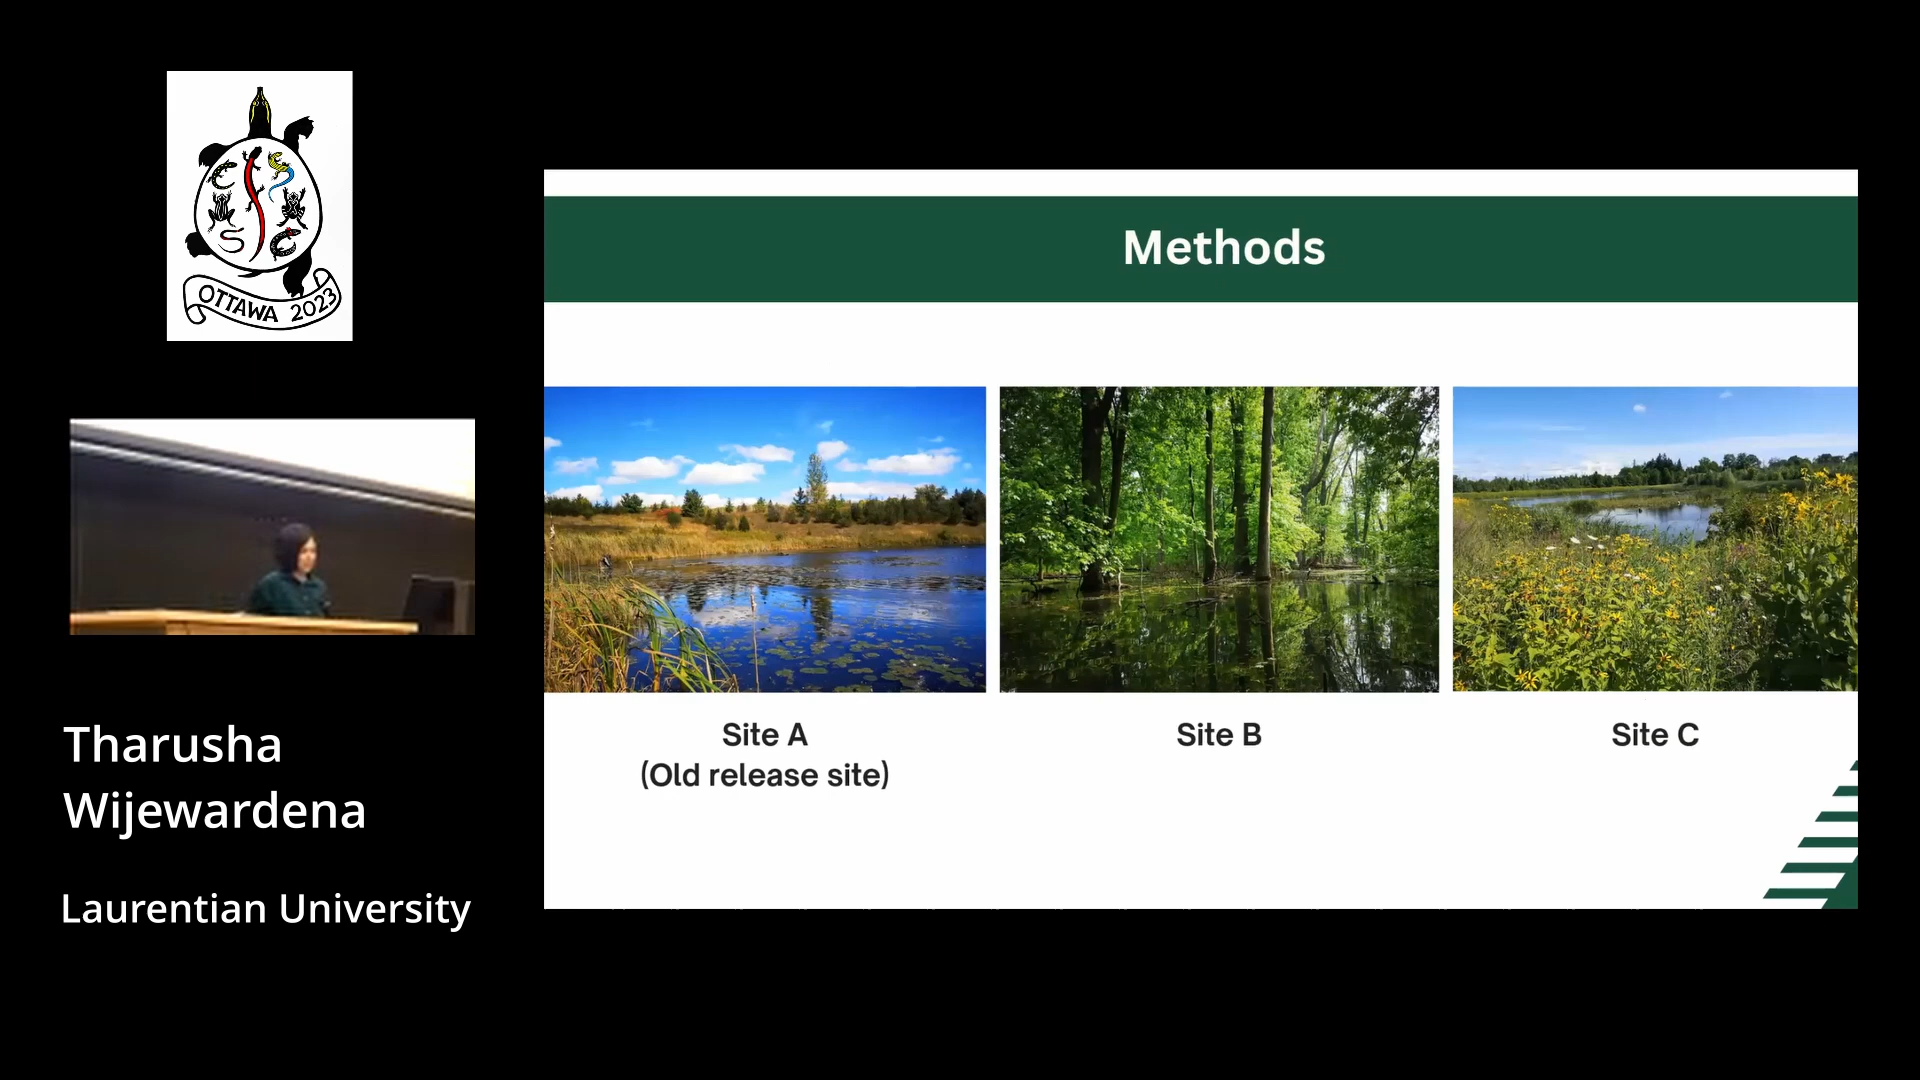 OTTAWA 2023
Tharusha
Wijewardena
Laurentian University
Methods
Site A
(Old release site)
Site B
Site C